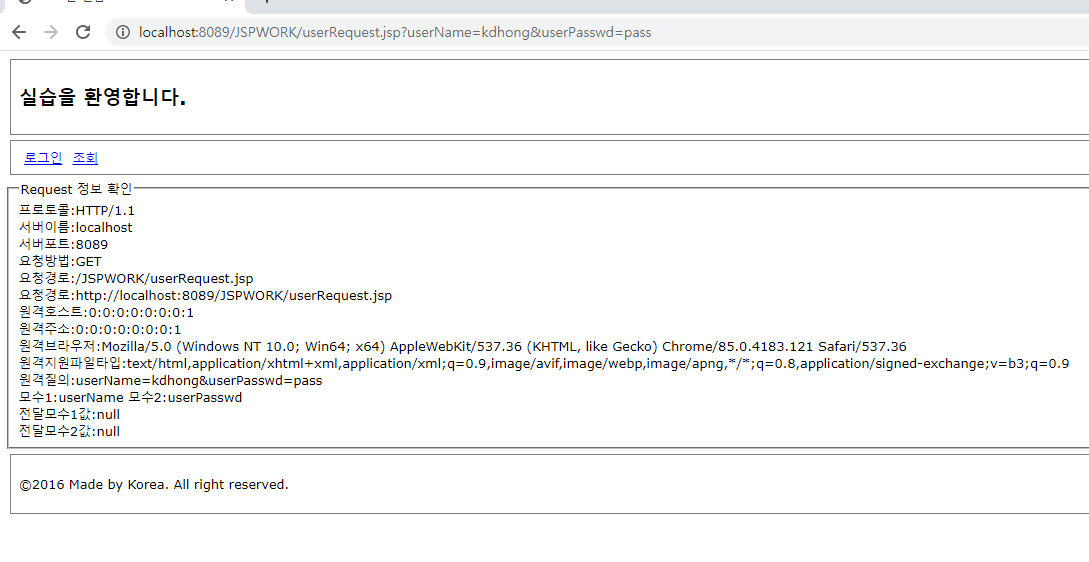 localhost:8089/JSPWORK/userRequest.jsp?userName=kdhong&userPasswd=pass
실습을 환영합니다.
로그인 조회
Request 정보 확인
프로토콜:HTTP/1.1
서버이름:localhost
서버포트:8089
요청방법:GET
요청경로:/JSPWORK/userRequest.jsp
요청경로:http://localhost:8089/JSPWORK/userRequest.jsp
원격호스트:0:0:0:0:0:0:0:1
원격주소:0:0:0:0:0:0:0:1
원격브라우저:Mozilla/5.0 (Windows NT 10.0; Win64; x64) AppleWebKit/537.36 (KHTML, like Gecko) Chrome/85.0.4183.121 Safari/537.36
원격지원파일타입:text/html,application/xhtml+xml,application/xml;q=0.9,image/avif,image/webp,image/apng,*/*;q=0.8,application/signed-exchange;v=b3;q=0.9
원격질의:userName=kdhong&userPasswd=pass
모수1:userName 모수2:userPasswd
전달모수1값:null
전달모수2값:null
©2016 Made by Korea. All right reserved.